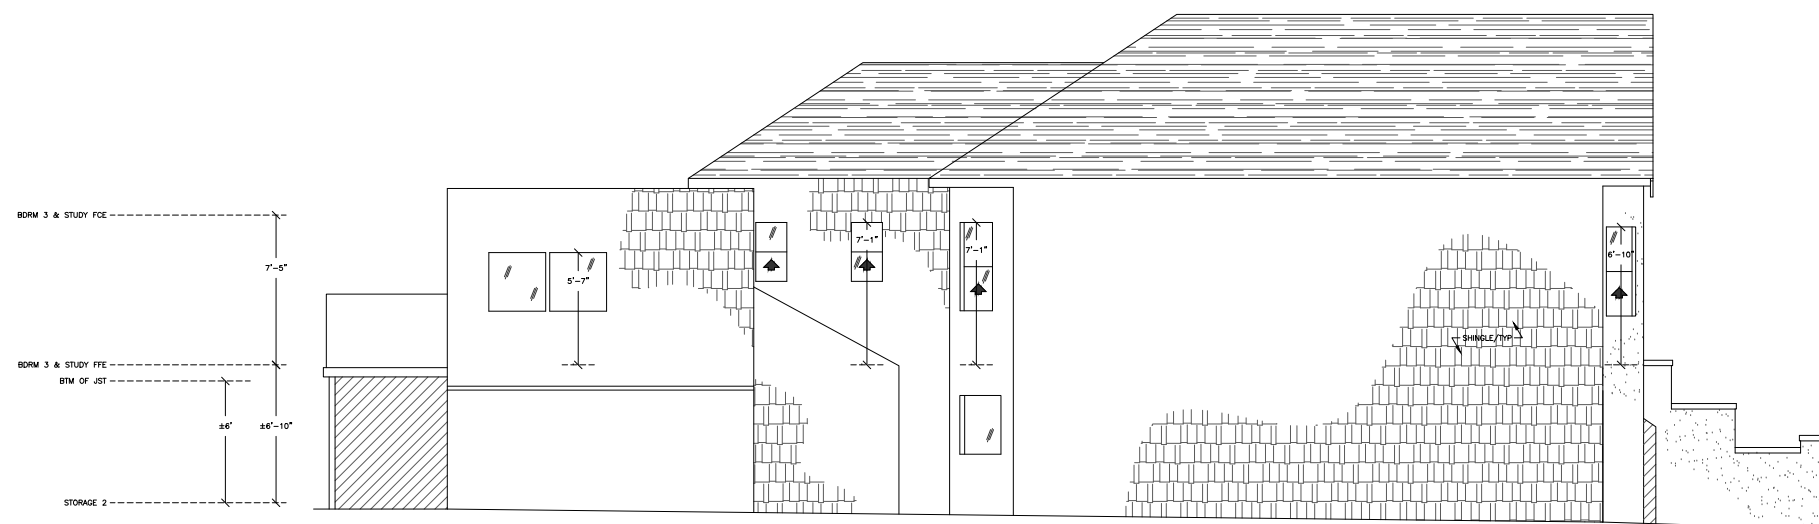 BDRM 3 & STUDY FCE
7'-5"
5'-7"
7'-1"
7'-1"
6'-10"
SHINGLE/TYP
BDRM 3 & STUDY FFE
BTM OF JST
±6'
±6'-10"
STORAGE 2